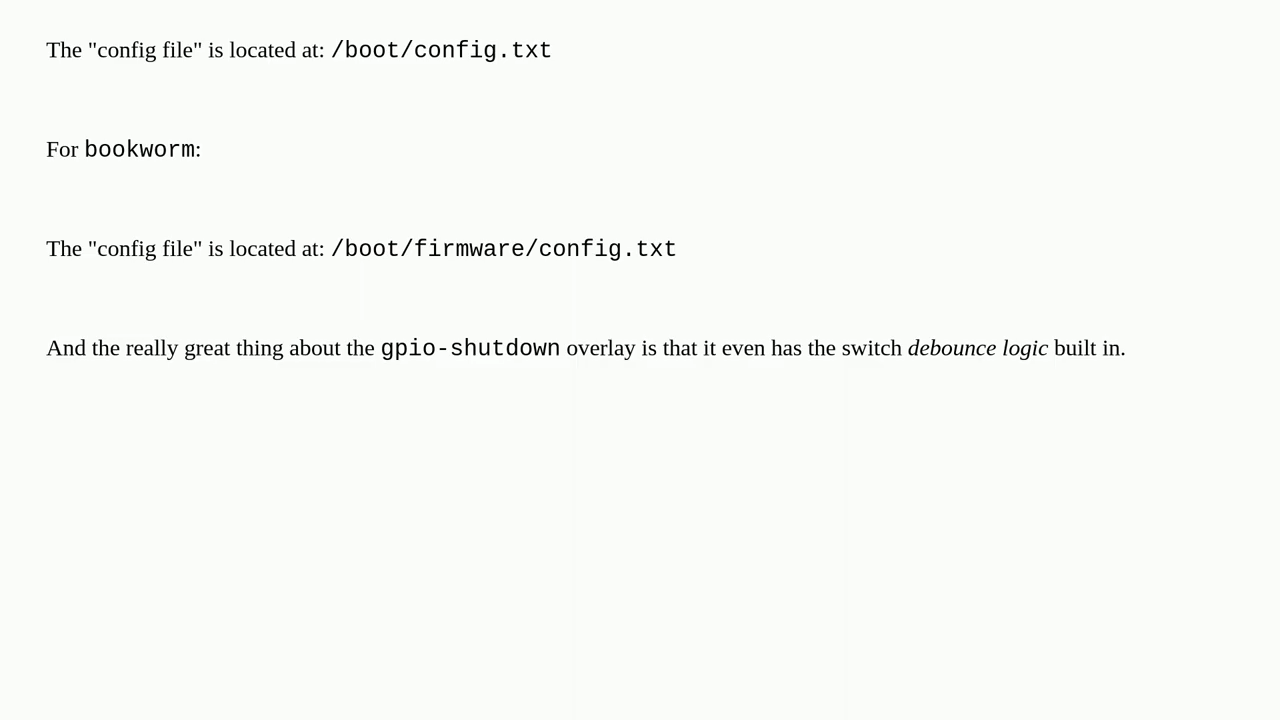 The "config file" is located at: /boot/config.txt
For bookworm:
The "config file" is located at: /boot/firmware/config.txt
And the really great thing about the gpio-shutdown overlay is that it even has the switch debounce logic built in.